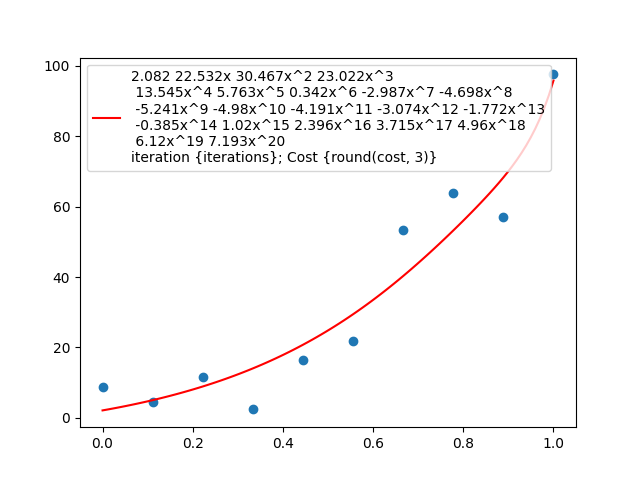 2.082 22.532x 30.467x^2 23.022x^3
13.545x^4 5.763x^5 0.342x^6 -2.987x^7 -4.698x^8
-5.241x^9 -4.98x^10 -4.191x^11 -3.074x^12 -1.772x^13
-0.385x^14 1.02x^15 2.396x^16 3.715x^17 4.96x^18
6.12x^19 7.193x^20
iteration {iterations}; Cost {round(cost, 3)}
100
80
60
40
20
0
0.0 0.2 0.4 0.6 0.8 1.0